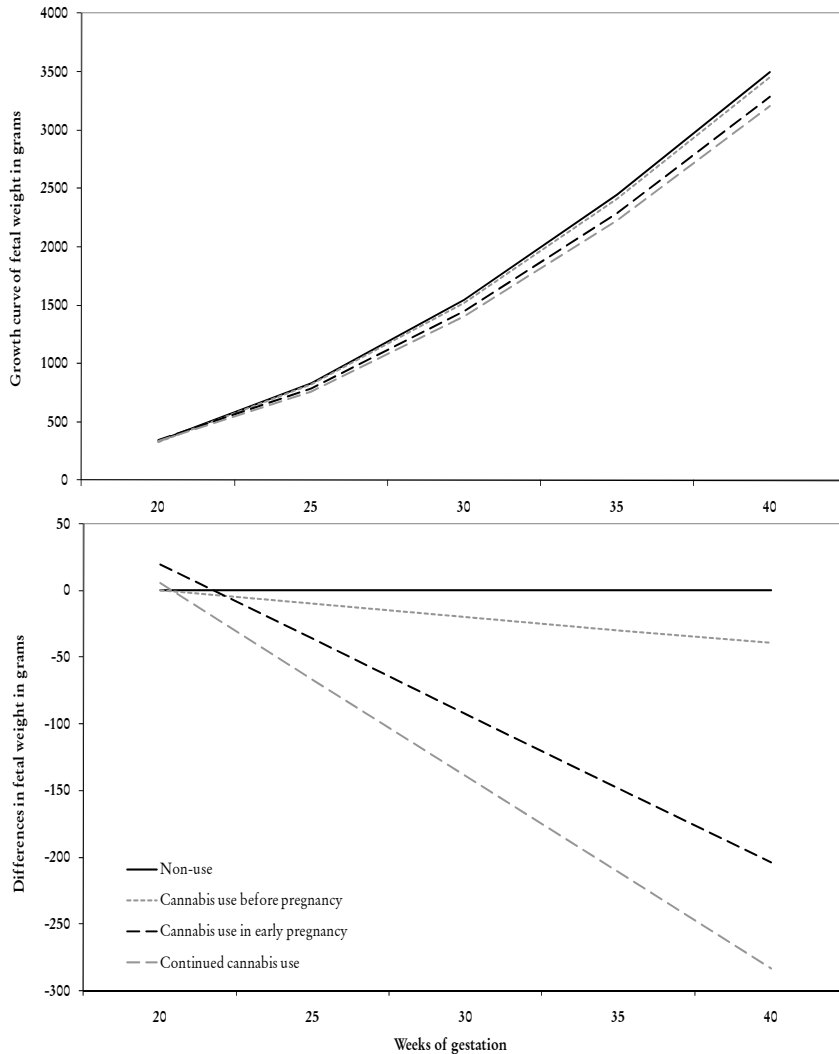 4000
3500
3000
2500
2000
1500
1000
500
0
Growth curve of fetal weight in grams
20 25 30 35 40
50
0
-50
-100
-150
-200
-250
-300
Differences in fetal weight in grams
Non-use
Cannabis use before pregnancy
Cannabis use in early pregnancy
Continued cannabis use
20 25 30 35 40
Weeks of gestation